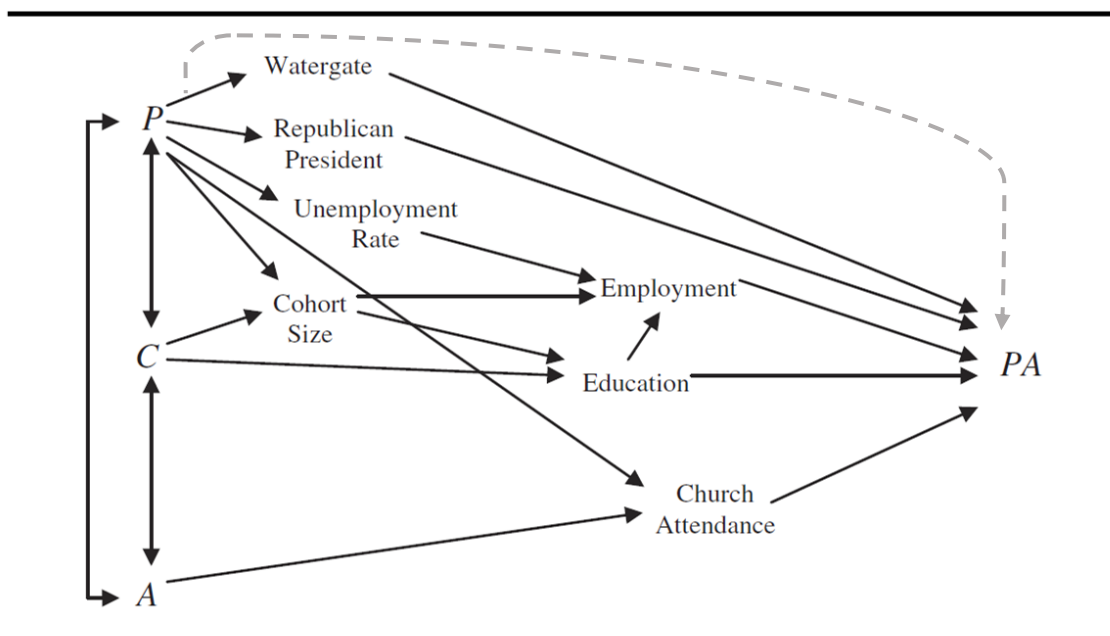 Watergate
P
Republican
President
Unemployment
Rate
Employment
Cohort
Size
C
PA
Education
Church
Attendance
A